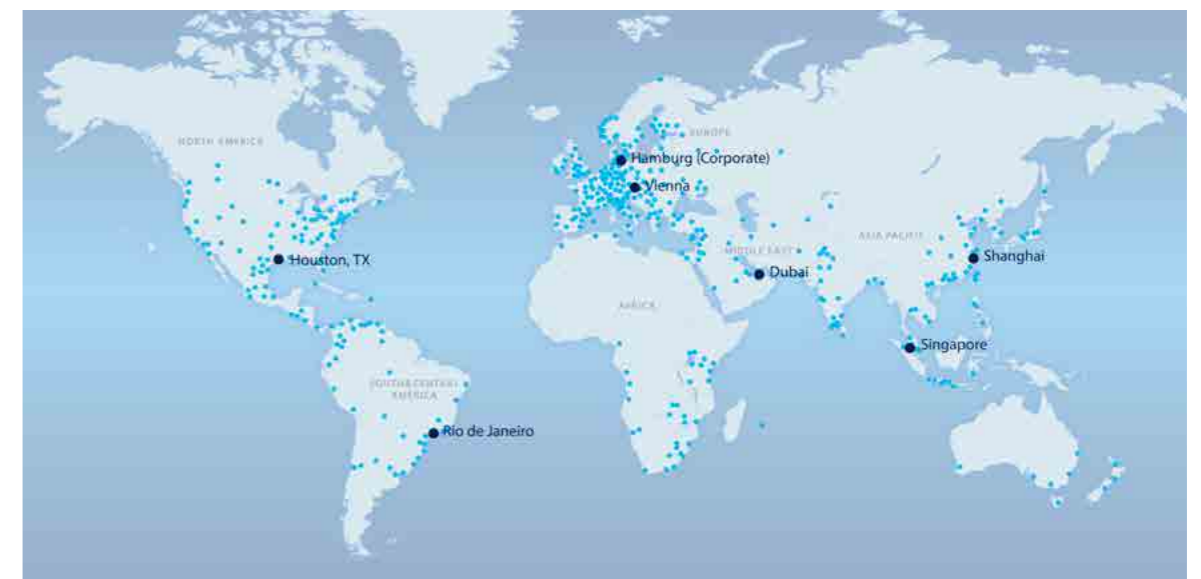 NORTH AMERICA
EUROPE
Hamburg (Corporate)
Vienna
ASIA PACIFIC
MIDDLE EAST
Houston, TX
Shanghai
Dubai
AFRICA
Singapore
SOUTH/CENTRAL
AMERICA
Rio de Janeiro